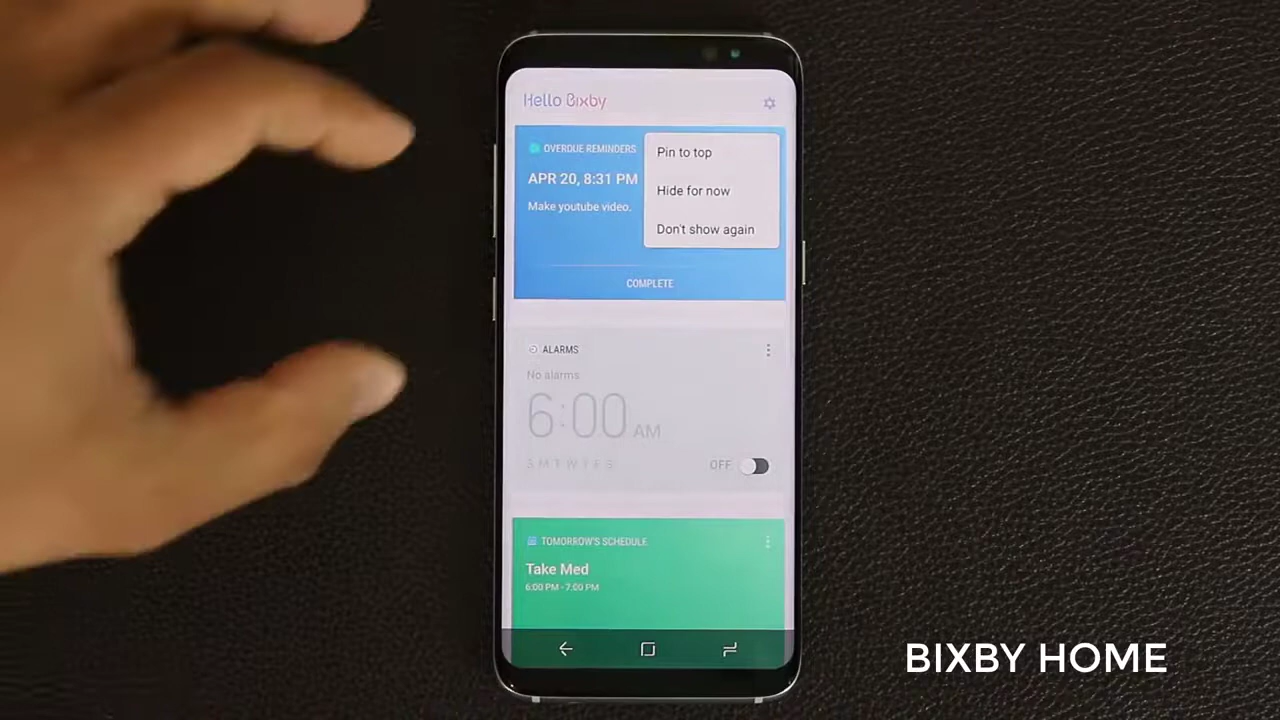 Hello Bixby
OVERDUE REMINDERS
APR 20, 8:31 PM
Make youtube video.
Pin to top
Hide for now
Don't show again
COMPLETE
ALARMS
No alarms
6:00 AM
S M T W T F S
OFF
TOMORROW'S SCHEDULE
Take Med
6:00 PM - 7:00 PM
BIXBY HOME